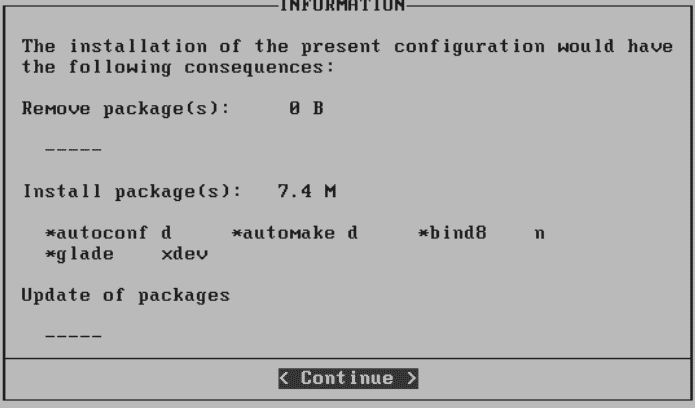 INFORMATION
The installation of the present configuration would have
the following consequences:
Remove package(s): 0 B
-----
Install package(s): 7.4 M
*autoconf d *automake d *bind8 n
*glade xdev
Update of packages
-----
< Continue >